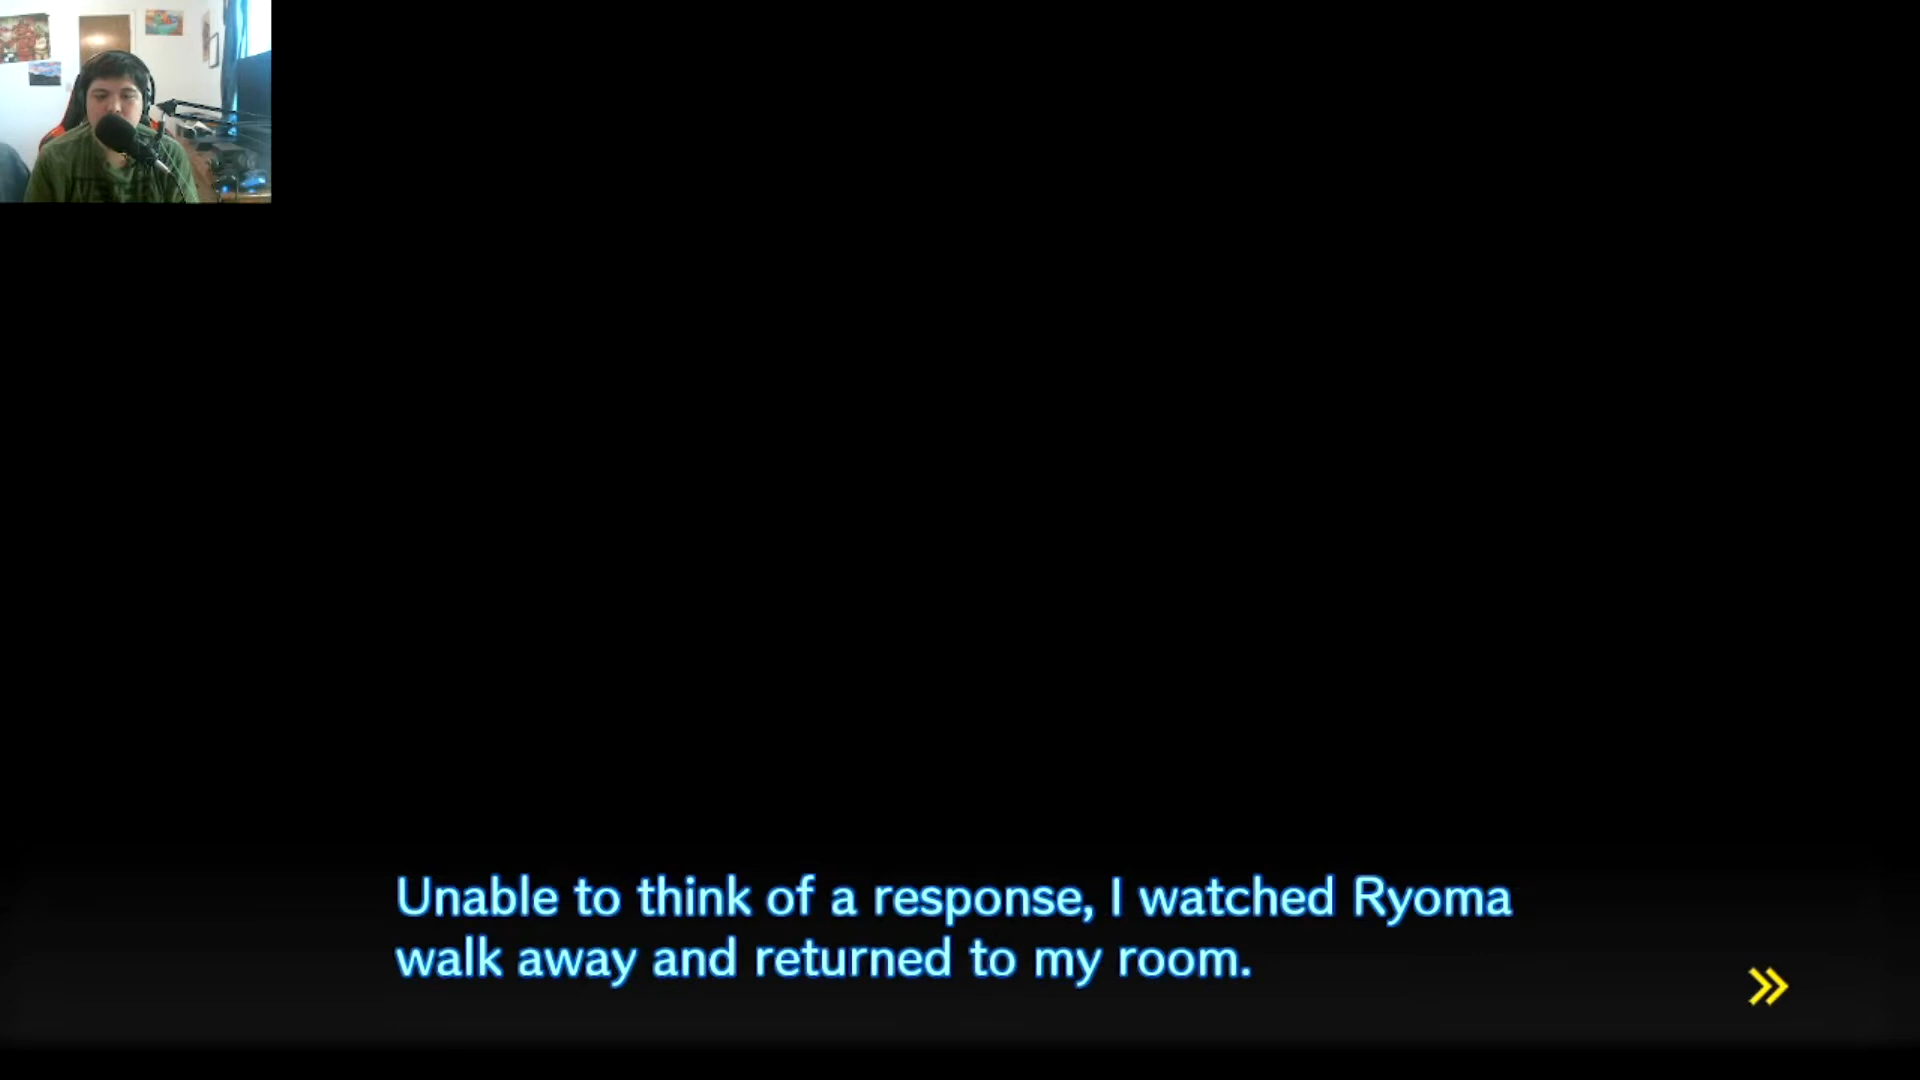 Unable to think of a response, I watched Ryoma
walk away and returned to my room.